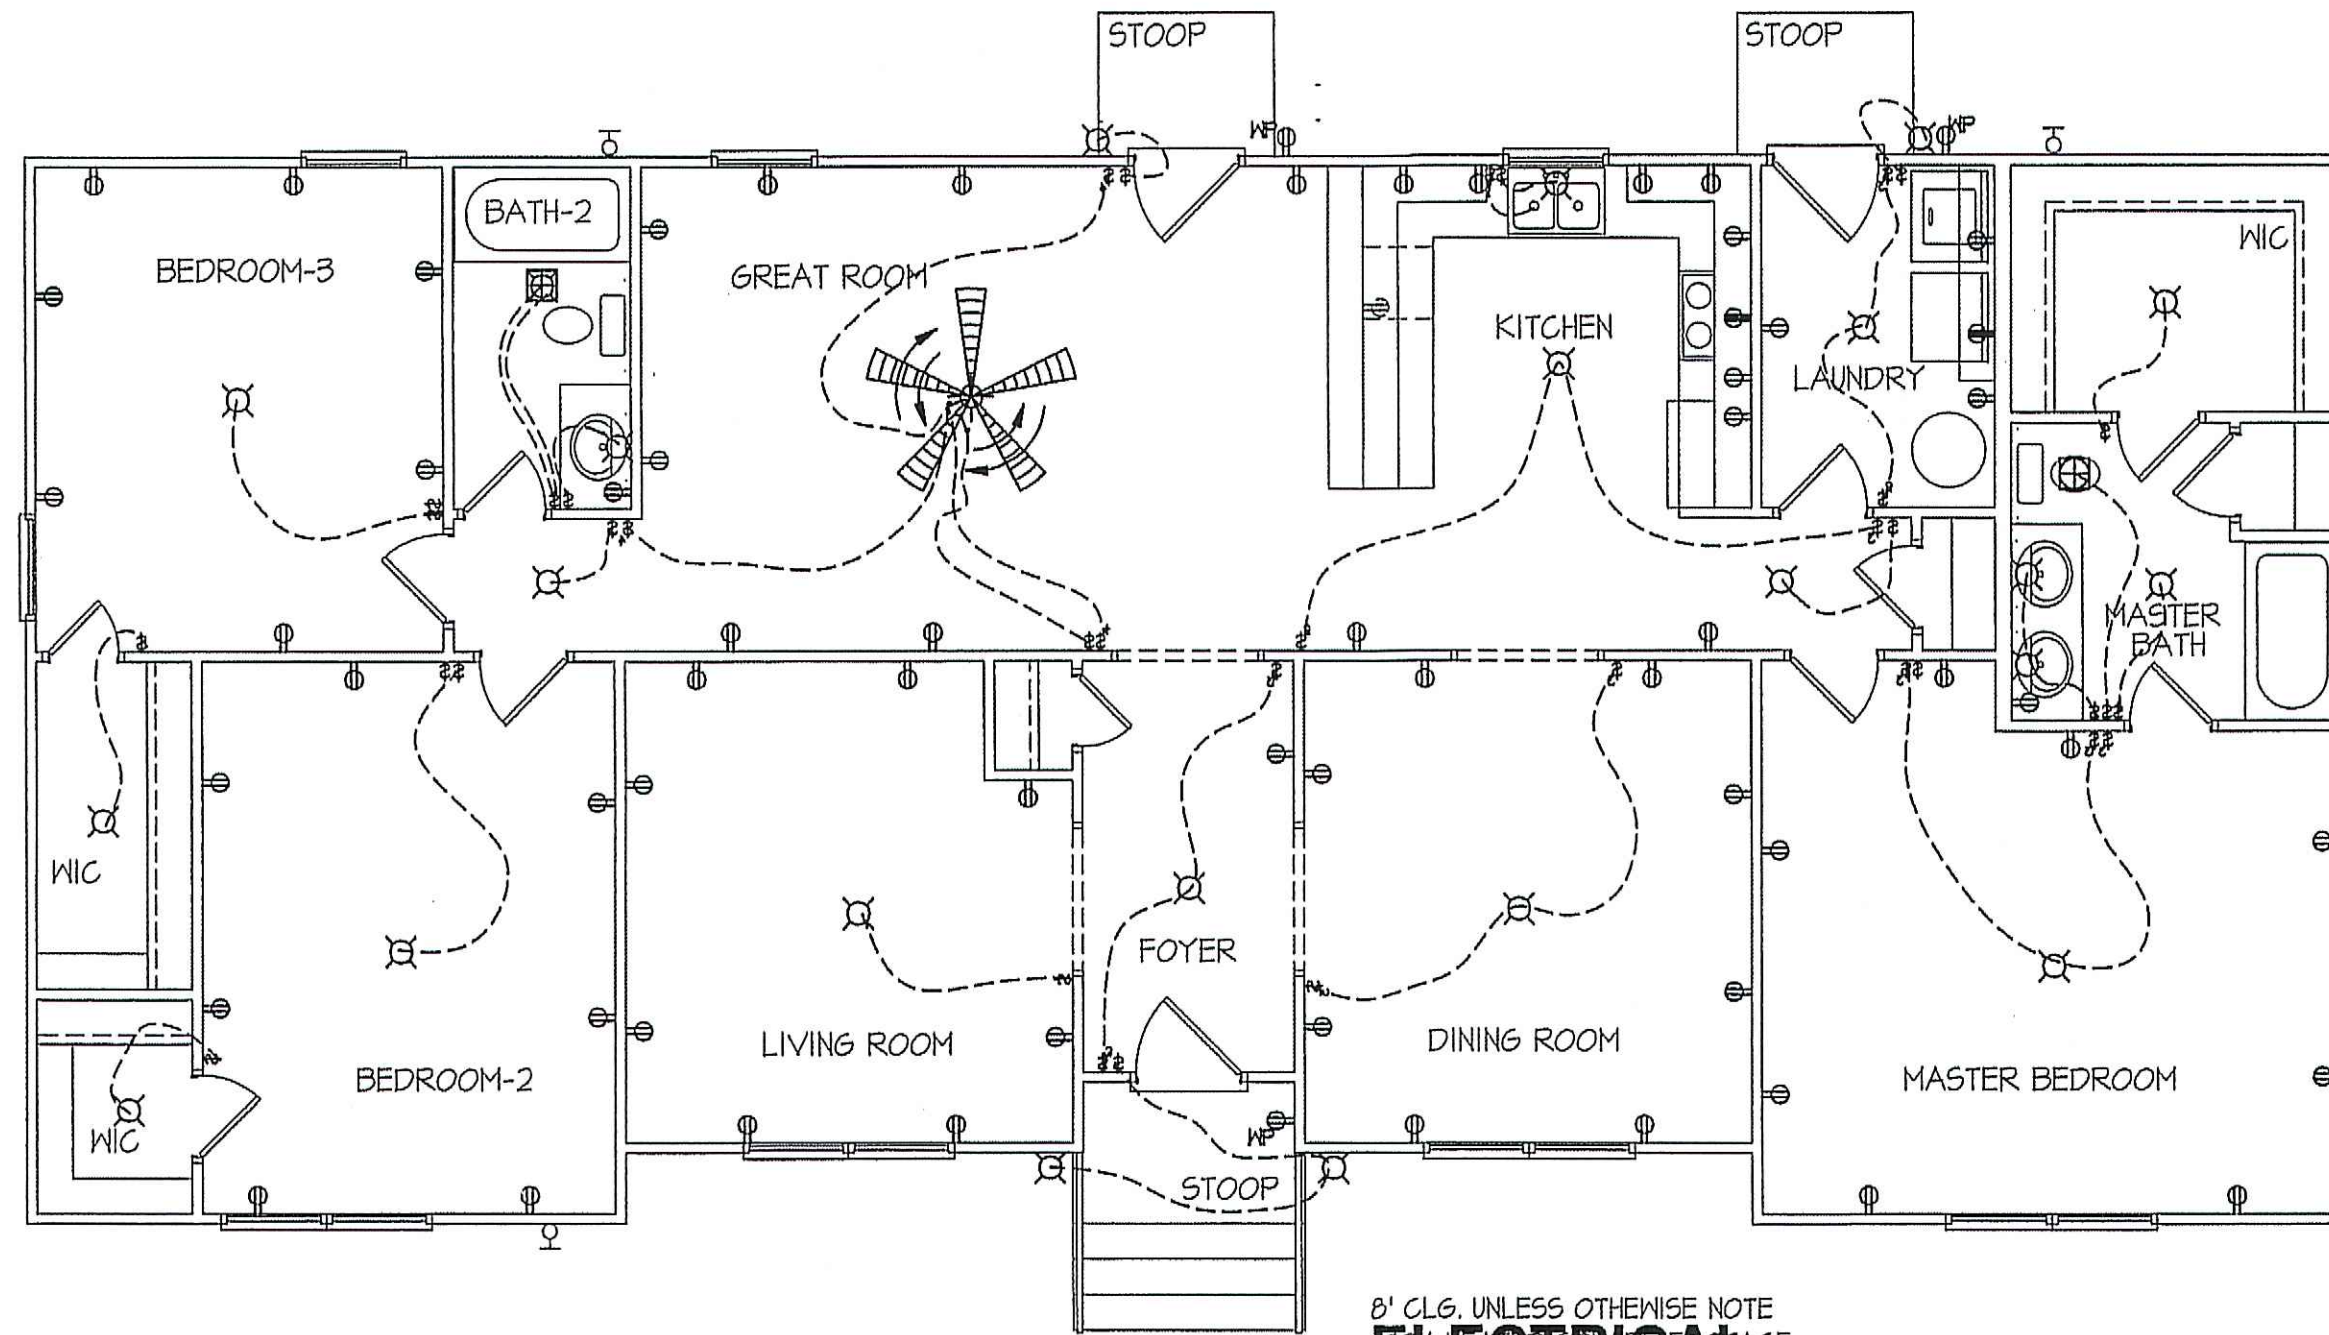 STOOP
STOOP
WP
WP
BATH-2
BEDROOM-3
GREAT ROOM
WIC
KITCHEN
LAUNDRY
MASTER
BATH
WIC
FOYER
LIVING ROOM
DINING ROOM
BEDROOM-2
MASTER BEDROOM
WIC
WP
STOOP
8' CLG. UNLESS OTHEWISE NOTE